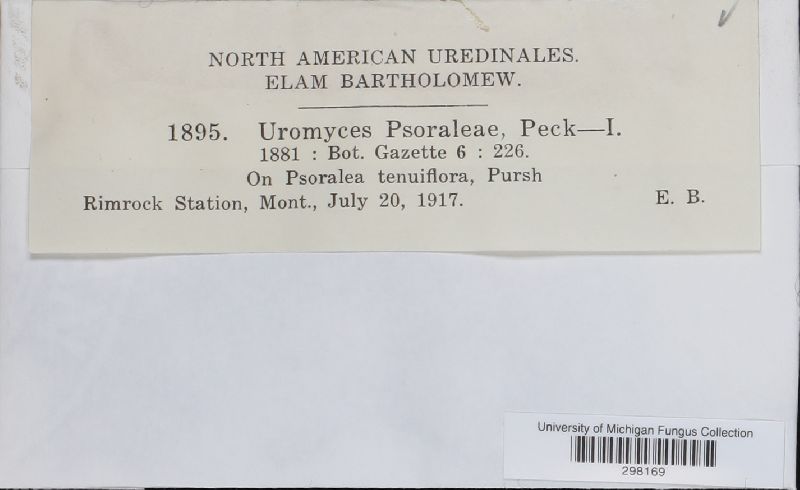 NORTH AMERICAN UREDINALES.
ELAM BARTHOLOMEW.
1895. Uromyces Psoraleae, Peck—I.
1881 : Bot. Gazette 6 : 226.
On Psoralea tenuiflora, Pursh
Rimrock Station, Mont., July 20, 1917. E. B.
University of Michigan Fungus Collection
298169